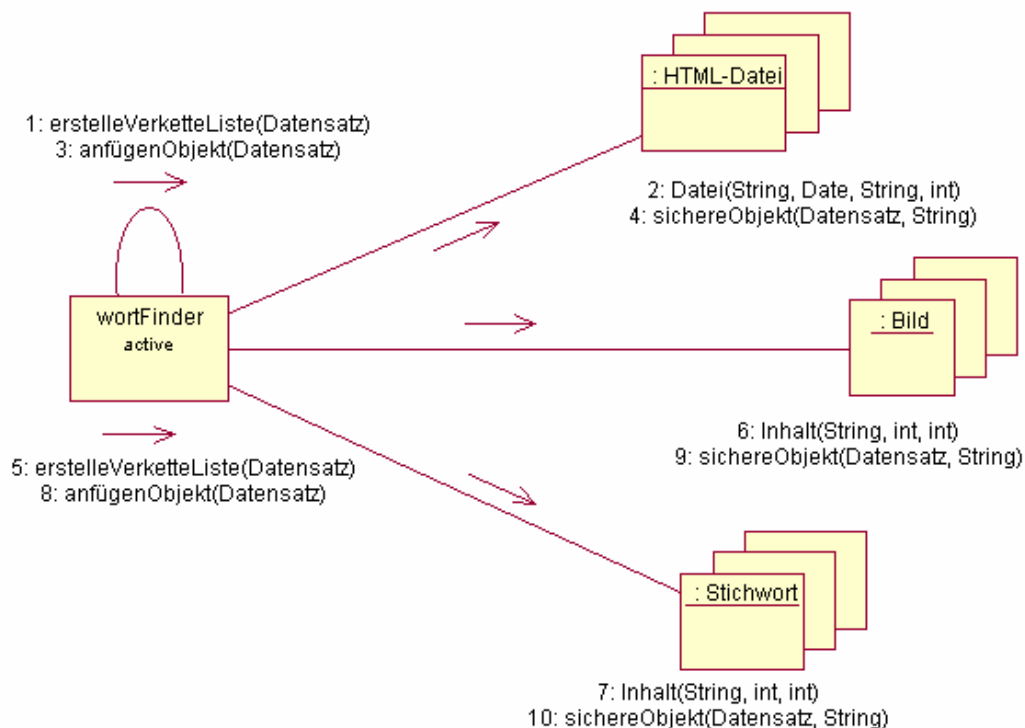 : HTML-Datei
1: erstelleVerketteListe(Datensatz)
3: anfügenObjekt(Datensatz)
2: Datei(String, Date, String, int)
4: sichereObjekt(Datensatz, String)
wortFinder
active
: Bild
6: Inhalt(String, int, int)
9: sichereObjekt(Datensatz, String)
5: erstelleVerketteListe(Datensatz)
8: anfügenObjekt(Datensatz)
: Stichwort
7: Inhalt(String, int, int)
10: sichereObjekt(Datensatz, String)